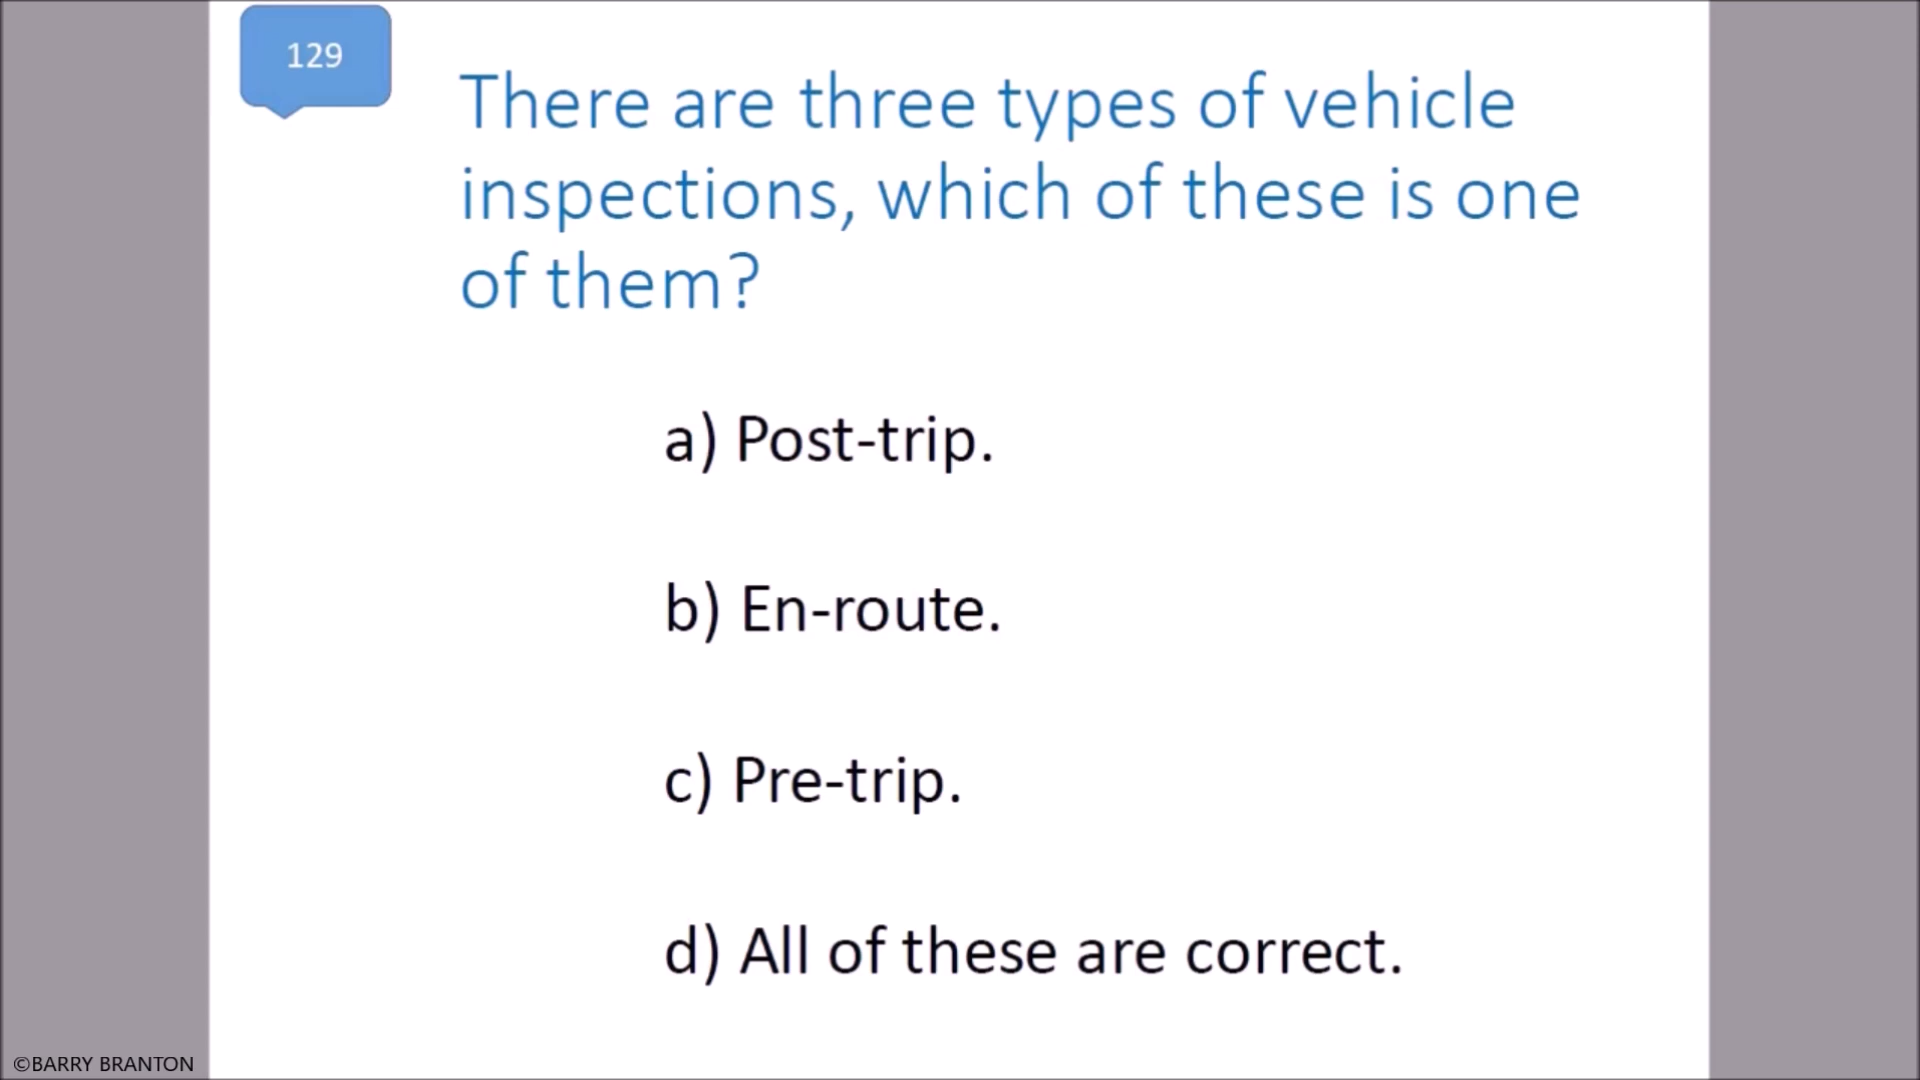 129
There are three types of vehicle
inspections, which of these is one
of them?
a) Post-trip.
b) En-route.
c) Pre-trip.
d) All of these are correct.
©BARRY BRANTON